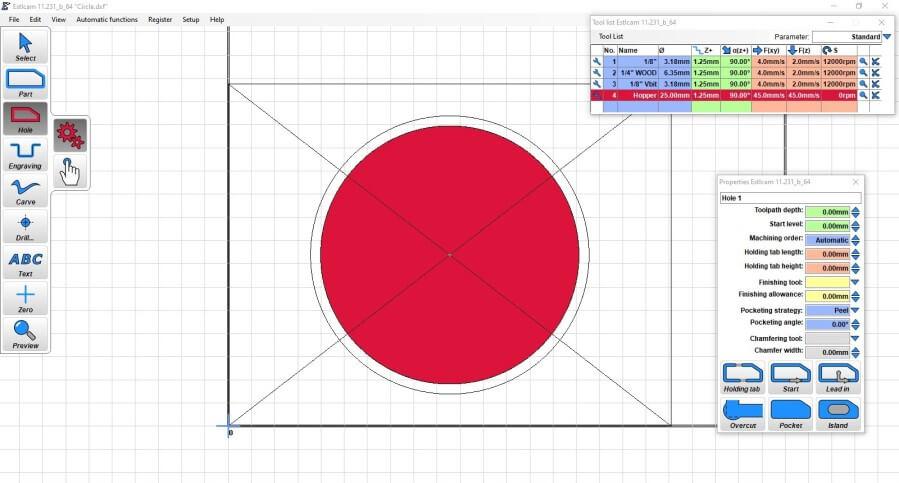 Estlcam 11.231_b_64 "Circle.dxf"
File Edit View Automatic functions Register Setup Help
Select
Part
Hole
Engraving
Carve
Drill...
ABC
Text
Zero
Preview
0
Tool list Estlcam 11.231_b_64
Tool List
Parameter: Standard
No. Name Ø Z+ α(z+) F(xy) F(z) S
1 1/8" 3.18mm 1.25mm 90.00° 4.0mm/s 2.0mm/s 12000rpm
2 1/4" WOOD 6.35mm 1.25mm 90.00° 4.0mm/s 2.0mm/s 12000rpm
3 1/8" Vbit 3.18mm 1.25mm 90.00° 4.0mm/s 2.0mm/s 12000rpm
4 Hopper 25.00mm 1.25mm 90.00° 45.0mm/s 45.0mm/s 0rpm
Properties Estlcam 11.231_b_64
Hole 1
Toolpath depth: 0.00mm
Start level: 0.00mm
Machining order: Automatic
Holding tab length: 0.00mm
Holding tab height: 0.00mm
Finishing tool:
Finishing allowance: 0.00mm
Pocketing strategy: Peel
Pocketing angle: 0.00°
Chamfering tool:
Chamfer width: 0.00mm
Holding tab Start Lead in
Overcut Pocket Island